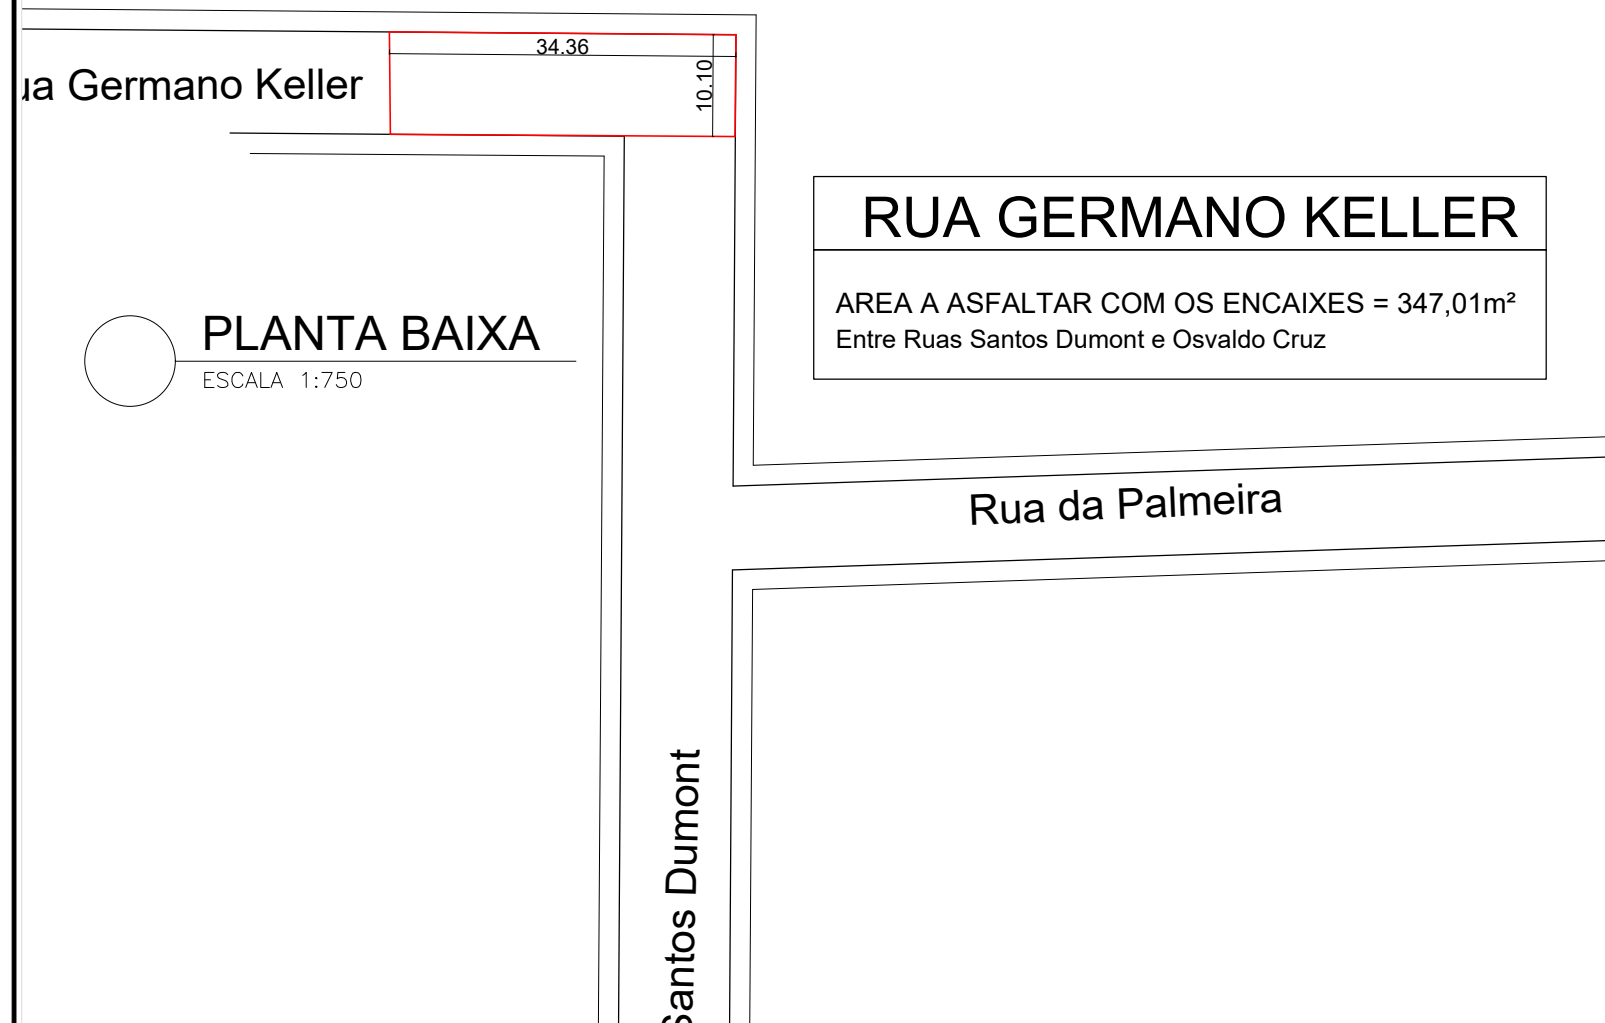 34.36
10.10
Germano Keller
RUA GERMANO KELLER
AREA A ASFALTAR COM OS ENCAIXES = 347,01m²
Entre Ruas Santos Dumont e Osvaldo Cruz
PLANTA BAIXA
ESCALA 1:750
Rua da Palmeira
Santos Dumont